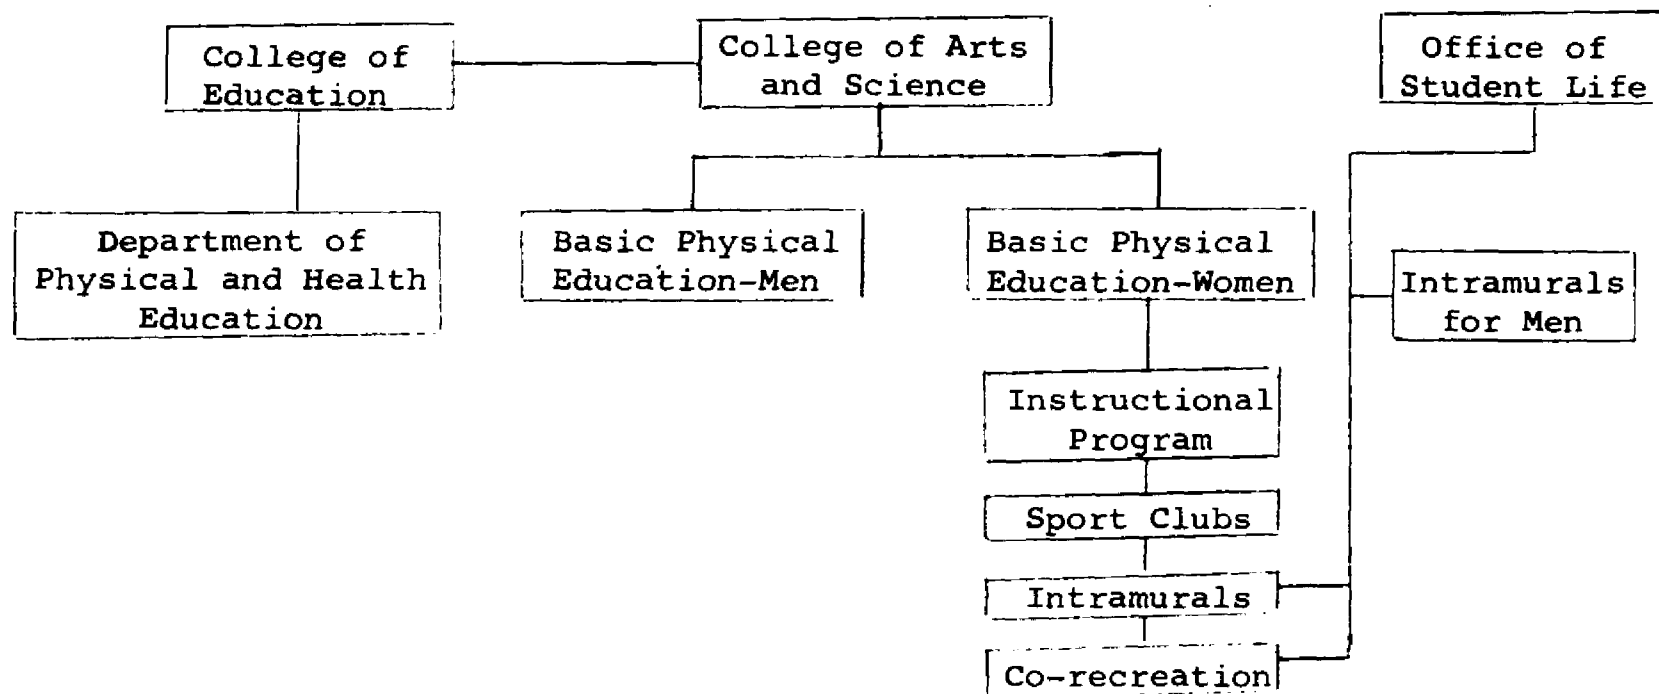 College of
Education
College of Arts
and Science
Office of
Student Life
Department of
Physical and Health
Education
Basic Physical
Education-Men
Basic Physical
Education-Women
Intramurals
for Men
Instructional
Program
Sport Clubs
Intramurals
Co-recreation